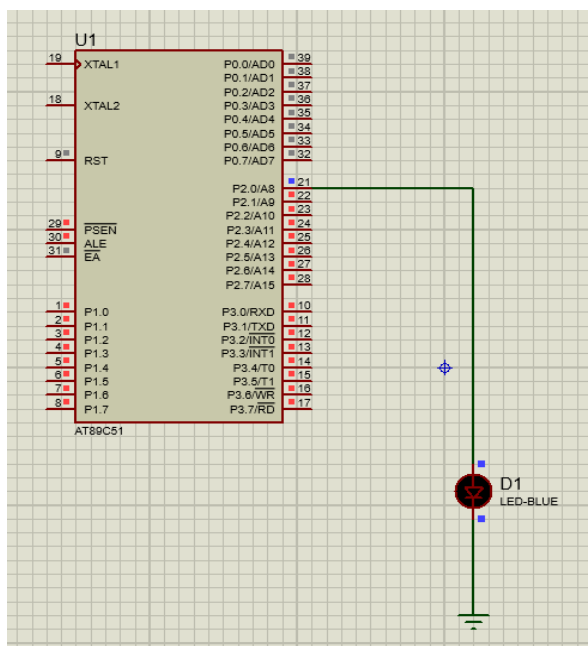 U1
19 XTAL1 P0.0/AD0 39
P0.1/AD1 38
P0.2/AD2 37
18 XTAL2 P0.3/AD3 36
P0.4/AD4 35
P0.5/AD5 34
P0.6/AD6 33
9 RST P0.7/AD7 32
P2.0/A8 21
P2.1/A9 22
P2.2/A10 23
29 PSEN P2.3/A11 24
30 ALE P2.4/A12 25
31 EA P2.5/A13 26
P2.6/A14 27
P2.7/A15 28
1 P1.0 P3.0/RXD 10
2 P1.1 P3.1/TXD 11
3 P1.2 P3.2/INT0 12
4 P1.3 P3.3/INT1 13
5 P1.4 P3.4/T0 14
6 P1.5 P3.5/T1 15
7 P1.6 P3.6/WR 16
8 P1.7 P3.7/RD 17
AT89C51
D1
LED-BLUE